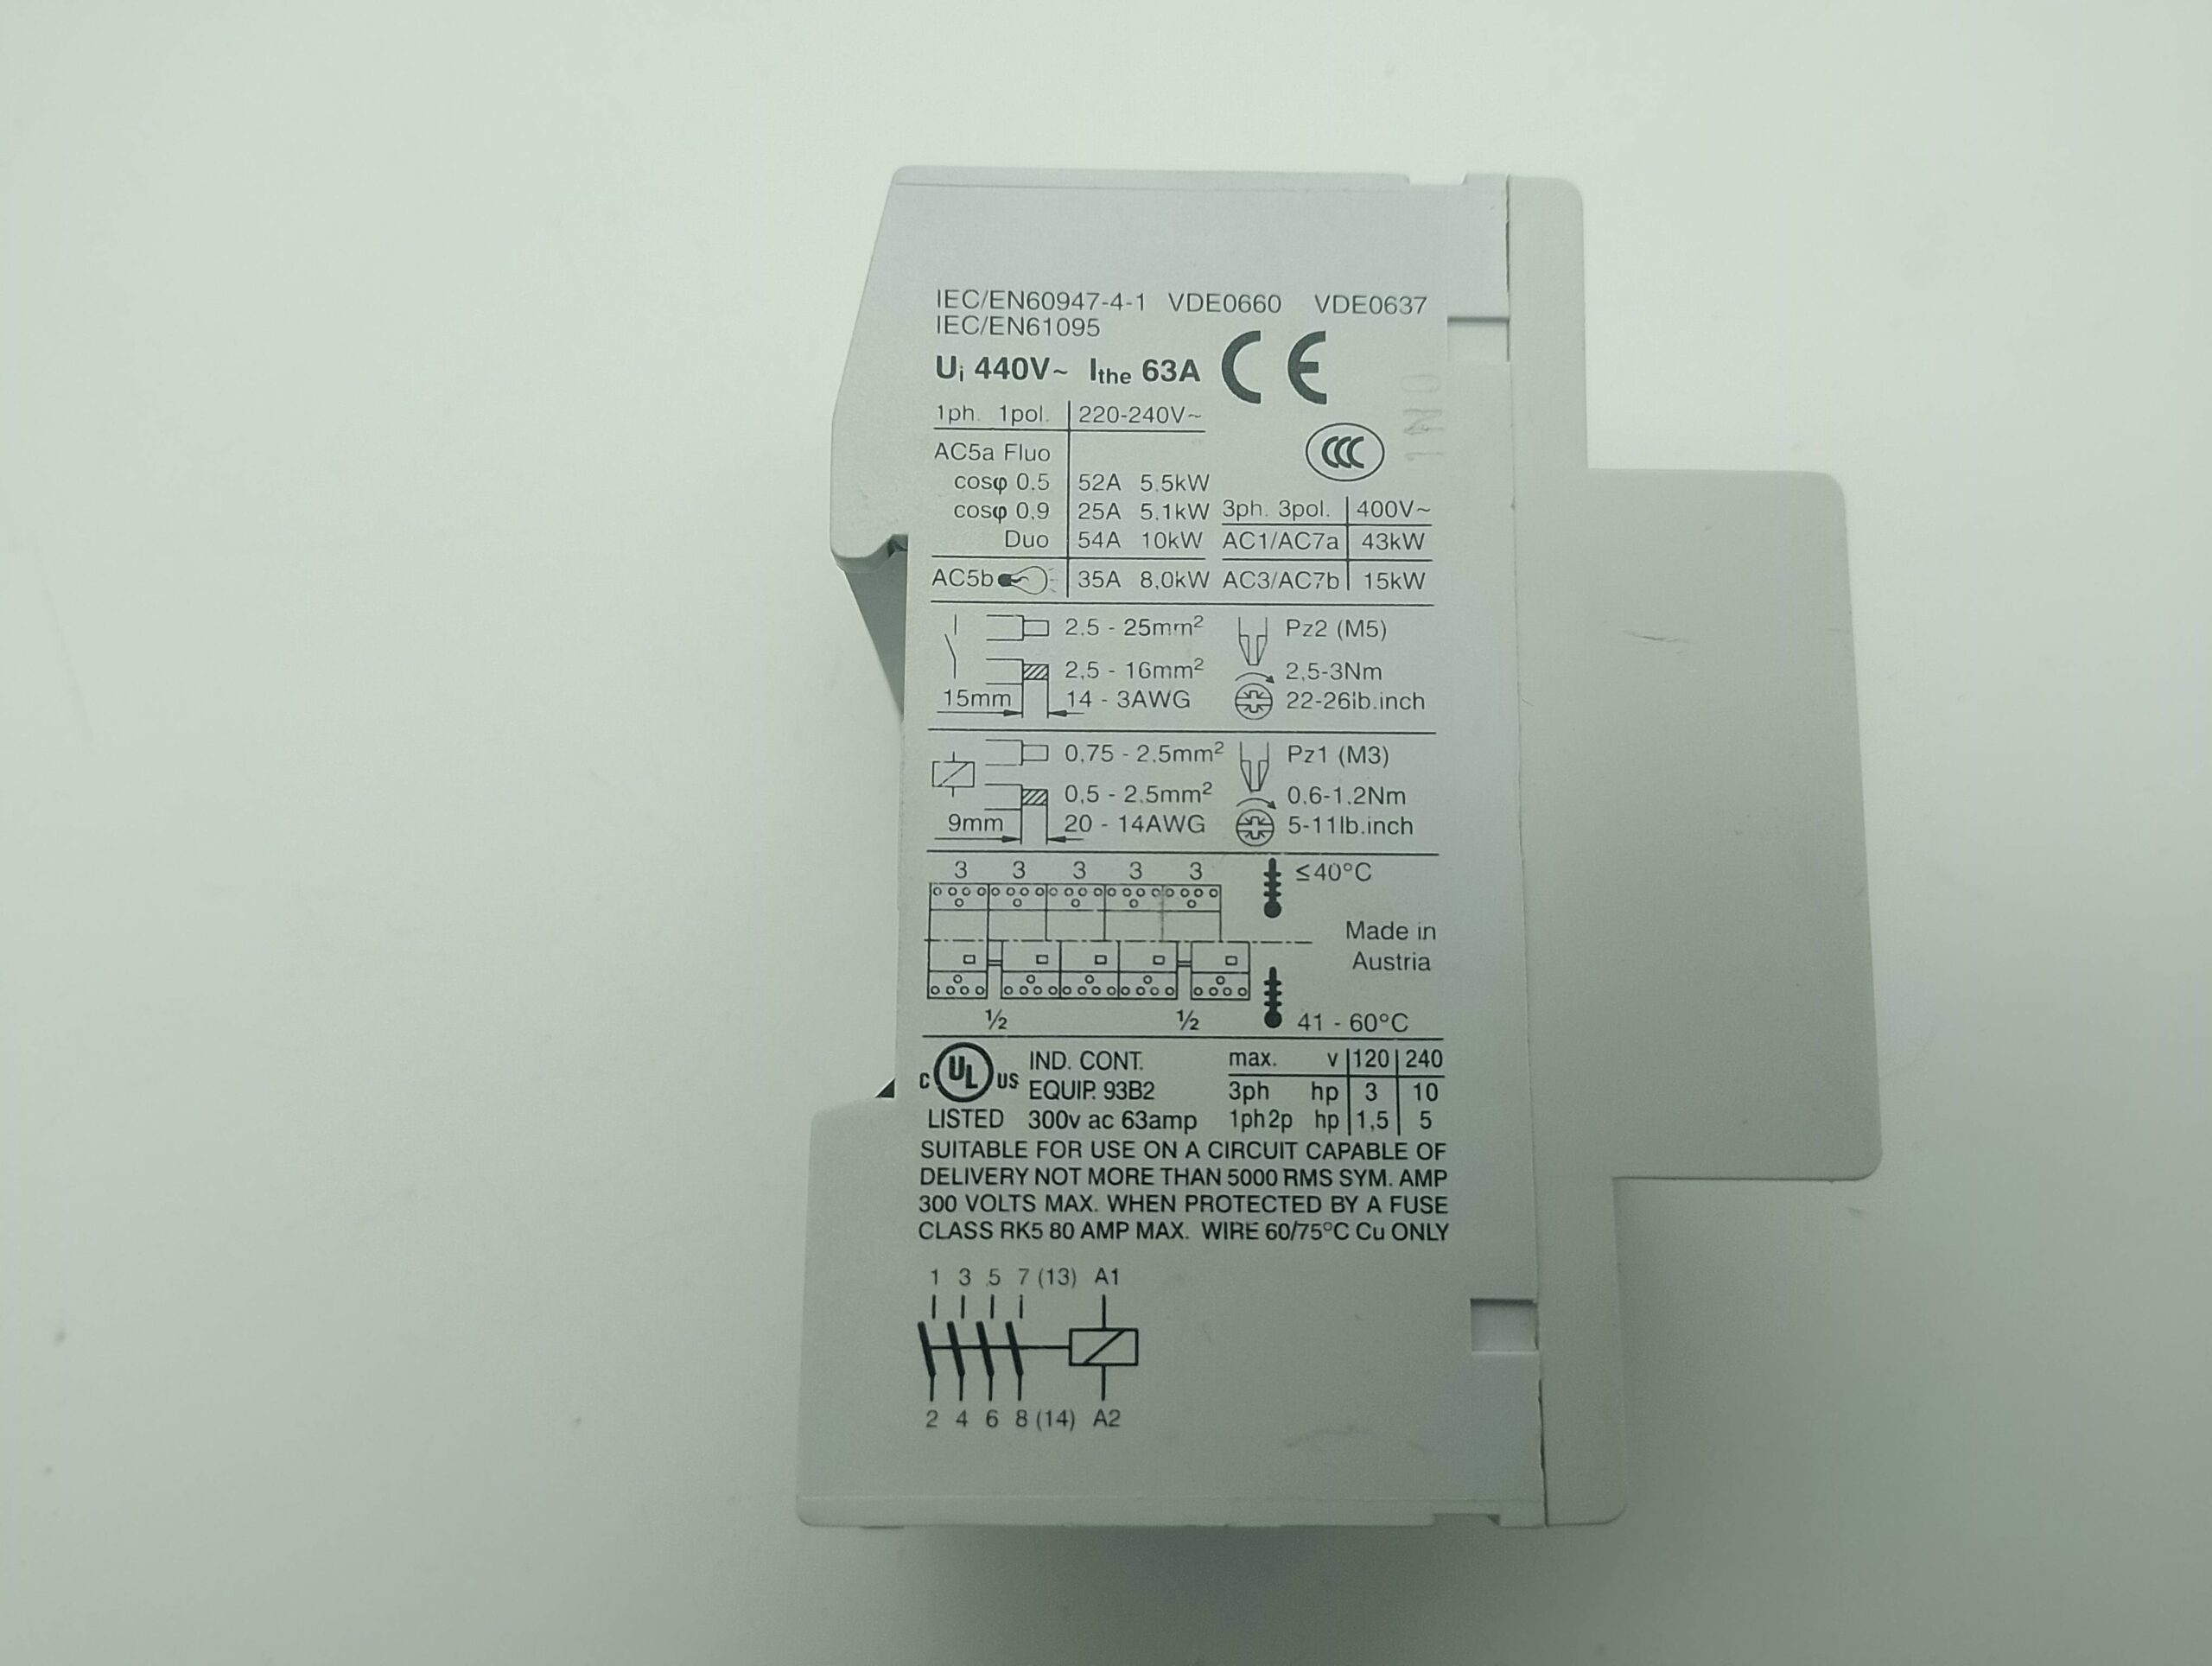 IEC/EN60947-4-1 VDE0660 VDE0637
IEC/EN61095
Ui 440V~ Ithe 63A CE
1ph. 1pol. 220-240V~
CCC
AC5a Fluo
cosφ 0.5 52A 5.5kW
cosφ 0,9 25A 5,1kW 3ph. 3pol. 400V~
Duo 54A 10kW AC1/AC7a 43kW
AC5b 35A 8,0kW AC3/AC7b 15kW
2.5 - 25mm² Pz2 (M5)
2,5 - 16mm² 2,5-3Nm
15mm 14 - 3AWG 22-26lb.inch
0,75 - 2.5mm² Pz1 (M3)
0,5 - 2.5mm² 0.6-1.2Nm
9mm 20 - 14AWG 5-11lb.inch
3 3 3 3 3 ≤40°C
Made in
Austria
½ ½ 41 - 60°C
C UL US IND. CONT. max. v 120 240
EQUIP. 93B2 3ph hp 3 10
LISTED 300v ac 63amp 1ph2p hp 1,5 5
SUITABLE FOR USE ON A CIRCUIT CAPABLE OF
DELIVERY NOT MORE THAN 5000 RMS SYM. AMP
300 VOLTS MAX. WHEN PROTECTED BY A FUSE
CLASS RK5 80 AMP MAX. WIRE 60/75°C Cu ONLY
1 3 5 7 (13) A1
2 4 6 8 (14) A2